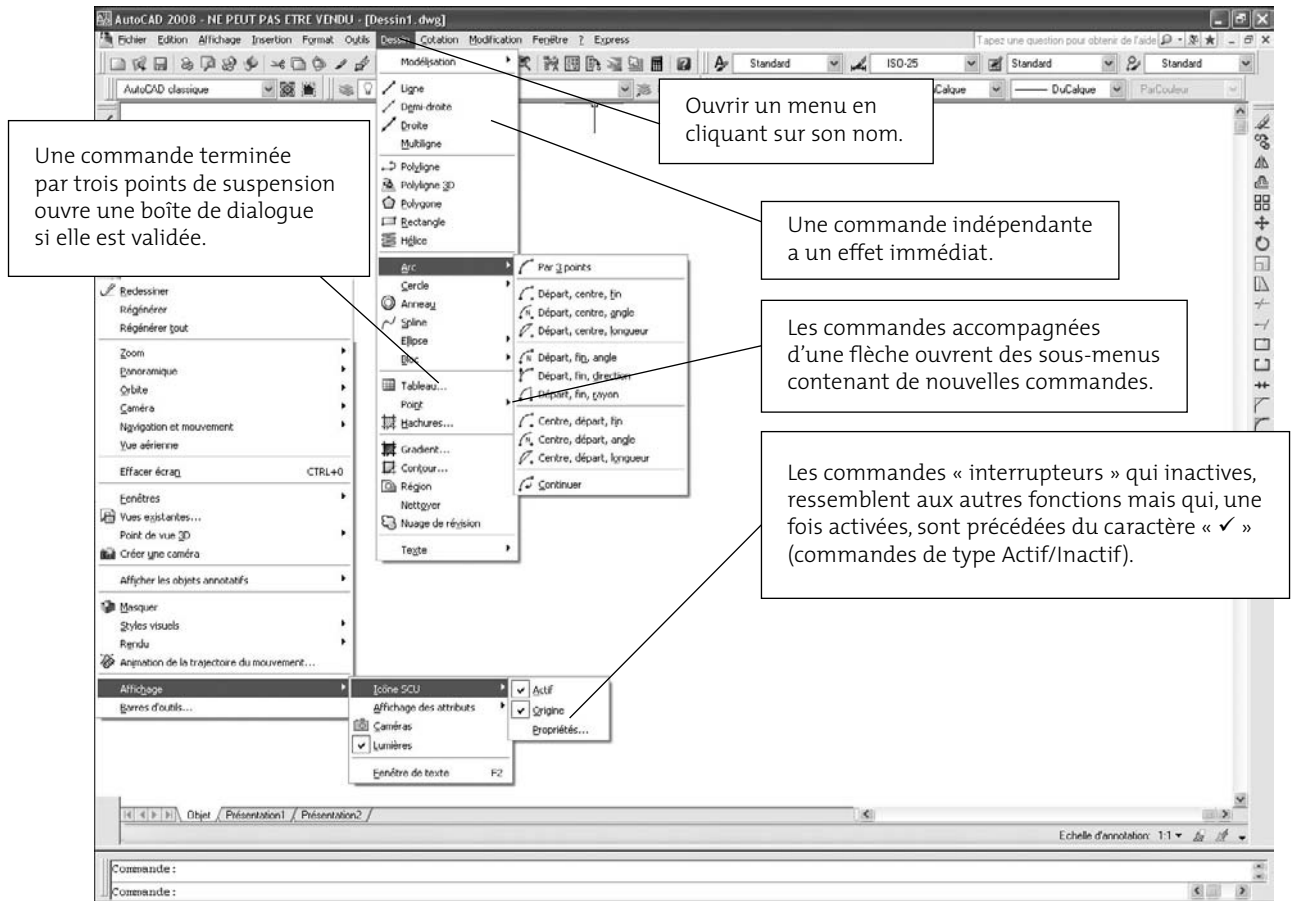 AutoCAD 2008 - NE PEUT PAS ETRE VENDU - [Dessin1.dwg]
Fichier Edition Affichage Insertion Format Outils Dessin Cotation Modification Fenêtre ? Express
Tapez une question pour obtenir de l'aide
Standard ISO-25 Standard Standard
AutoCAD classique
DuCalque DuCalque ParCouleur
Ouvrir un menu en
cliquant sur son nom.
Une commande terminée
par trois points de suspension
ouvre une boîte de dialogue
si elle est validée.
Une commande indépendante
a un effet immédiat.
Les commandes accompagnées
d'une flèche ouvrent des sous-menus
contenant de nouvelles commandes.
Les commandes « interrupteurs » qui inactives,
ressemblent aux autres fonctions mais qui, une
fois activées, sont précédées du caractère « ✓ »
(commandes de type Actif/Inactif).
Modélisation
Ligne
Demi-droite
Droite
Multiligne
Polyligne
Polyligne 3D
Polygone
Rectangle
Hélice
Arc
Cercle
Anneau
Spline
Ellipse
Bloc
Tableau...
Point
Hachures...
Gradient...
Contour...
Région
Nettoyer
Nuage de révision
Texte
Par 3 points
Départ, centre, fin
Départ, centre, angle
Départ, centre, longueur
Départ, fin, angle
Départ, fin, direction
Départ, fin, rayon
Centre, départ, fin
Centre, départ, angle
Centre, départ, longueur
Continuer
Redessiner
Régénérer
Régénérer tout
Zoom
Panoramique
Orbite
Caméra
Navigation et mouvement
Vue aérienne
Effacer écran CTRL+0
Fenêtres
Vues existantes...
Point de vue 3D
Créer une caméra
Afficher les objets annotatifs
Masquer
Styles visuels
Rendu
Animation de la trajectoire du mouvement...
Affichage
Barres d'outils...
Icône SCU
Affichage des attributs
Caméras
✓ Lumières
Fenêtre de texte F2
✓ Actif
✓ Origine
Propriétés...
Objet / Présentation1 / Présentation2 /
Echelle d'annotation: 1:1
Commande :
Commande :